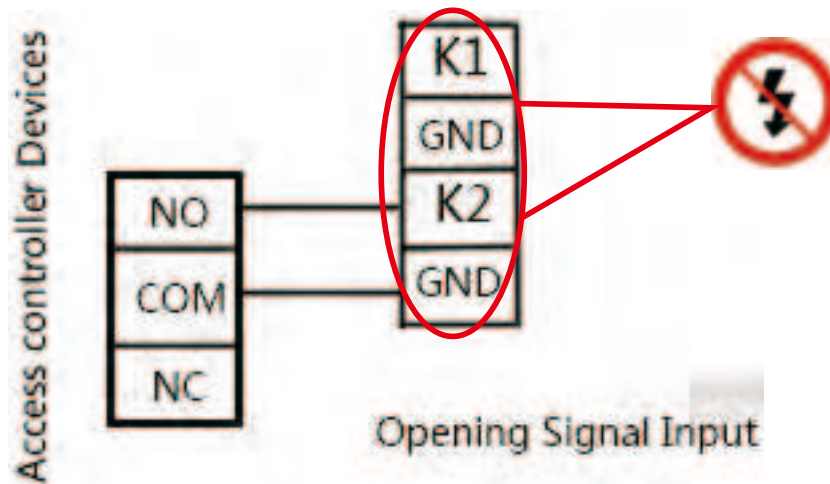 Access controller Devices
NO
COM
NC
K1
GND
K2
GND
Opening Signal Input